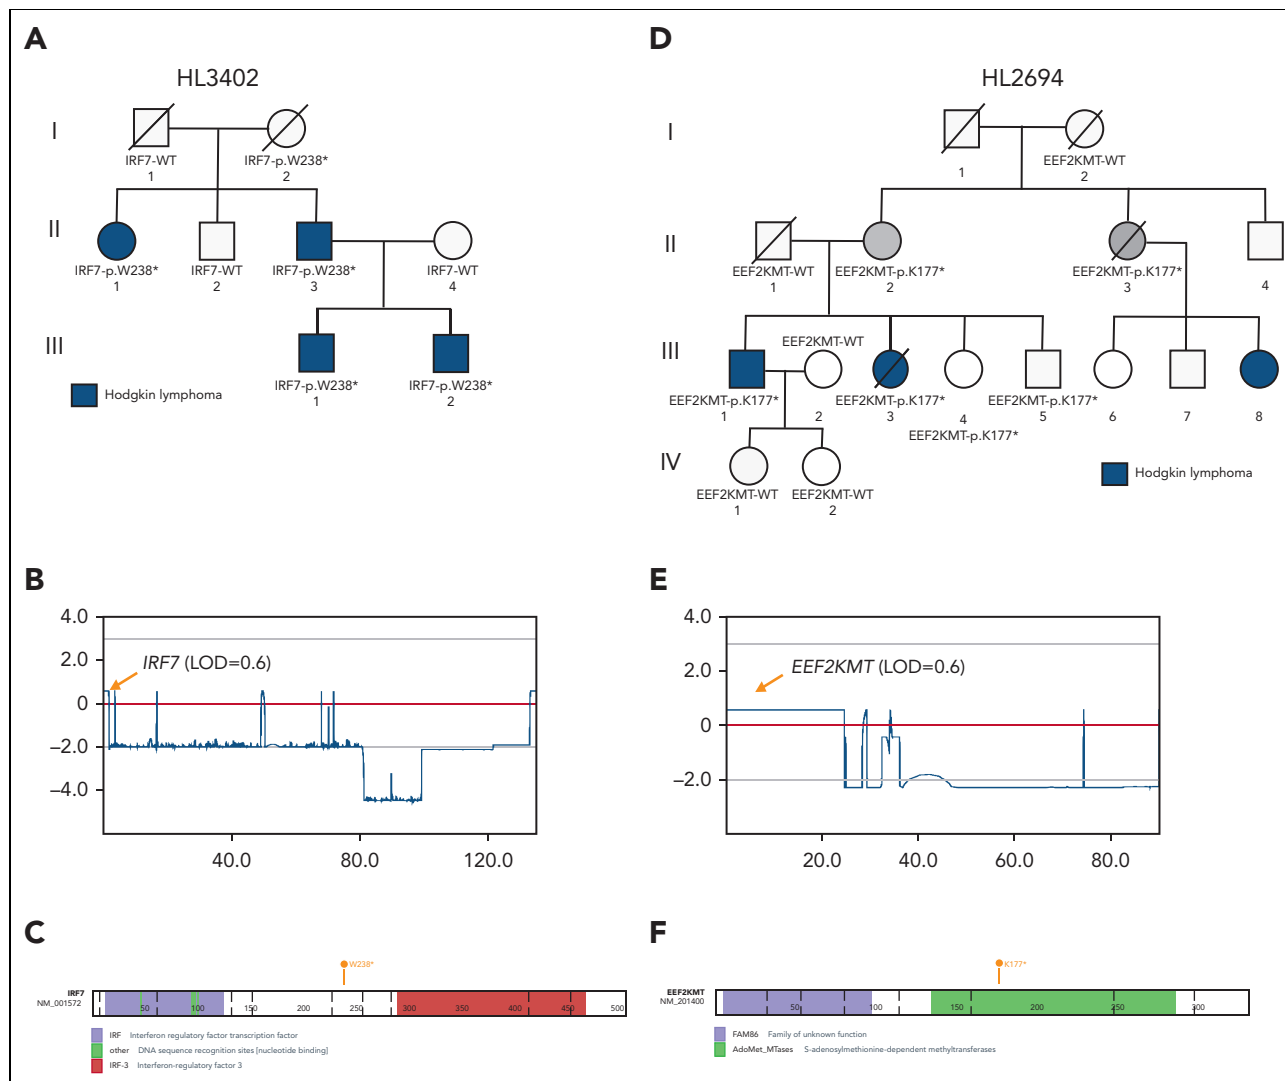 A
HL3402
I
IRF7-WT
1
IRF7-p.W238*
2
II
IRF7-p.W238*
1
IRF7-WT
2
IRF7-p.W238*
3
IRF7-WT
4
III
IRF7-p.W238*
1
IRF7-p.W238*
2
Hodgkin lymphoma
D
HL2694
I
1
EEF2KMT-WT
2
II
EEF2KMT-WT
1
EEF2KMT-p.K177*
2
EEF2KMT-p.K177*
3
4
III
EEF2KMT-WT
EEF2KMT-p.K177*
1
2
EEF2KMT-p.K177*
3
4
EEF2KMT-p.K177*
EEF2KMT-p.K177*
5
6
7
8
IV
EEF2KMT-WT
1
EEF2KMT-WT
2
Hodgkin lymphoma
B
4.0
2.0
0
−2.0
−4.0
IRF7 (LOD=0.6)
40.0 80.0 120.0
E
4.0
2.0
0
−2.0
EEF2KMT (LOD=0.6)
20.0 40.0 60.0 80.0
C
W238*
IRF7
NM_001572
50 100 150 200 250 300 350 400 450 500
IRF Interferon regulatory factor transcription factor
other DNA sequence recognition sites [nucleotide binding]
IRF-3 Interferon-regulatory factor 3
F
K177*
EEF2KMT
NM_201400
50 100 150 200 250 300
FAM86 Family of unknown function
AdoMet_MTases S-adenosylmethionine-dependent methyltransferases